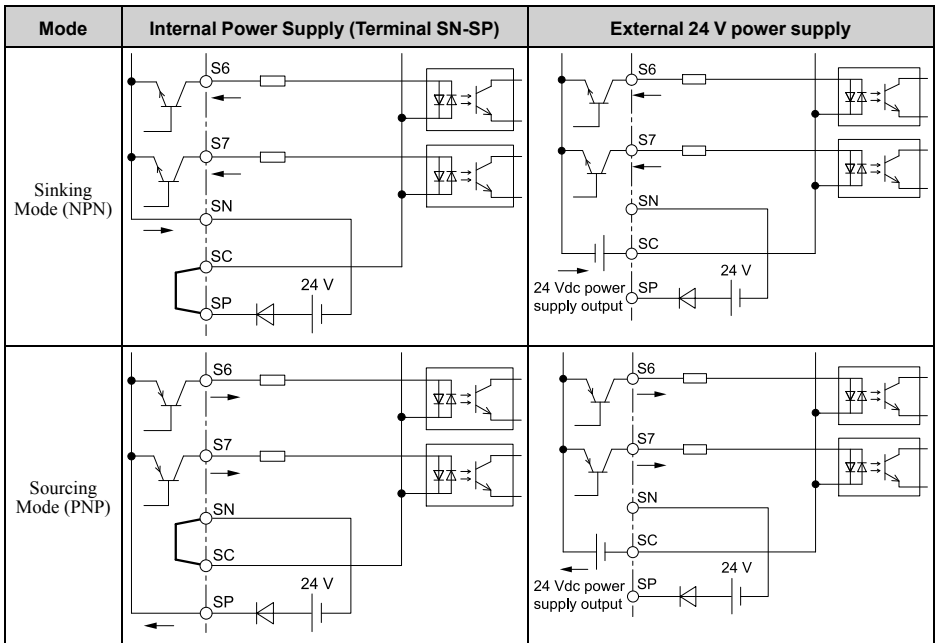 Mode
Internal Power Supply (Terminal SN-SP)
External 24 V power supply
Sinking
Mode (NPN)
S6
S7
SN
SC
24 V
SP
S6
S7
SN
SC
24 V
24 Vdc power
supply output
SP
Sourcing
Mode (PNP)
S6
S7
SN
SC
24 V
SP
S6
S7
SN
SC
24 V
24 Vdc power
supply output
SP